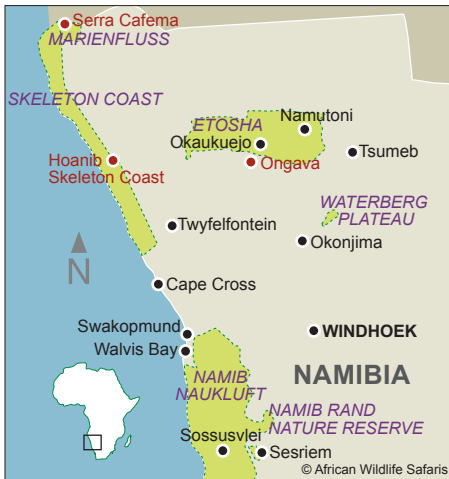 Serra Cafema
MARIENFLUSS
SKELETON COAST
Namutoni
ETOSHA
Okaukuejo
Tsumeb
Ongava
Hoanib
Skeleton Coast
WATERBERG
PLATEAU
Twyfelfontein
Okonjima
N
Cape Cross
Swakopmund
WINDHOEK
Walvis Bay
NAMIB
NAUKLUFT
NAMIBIA
NAMIB RAND
NATURE RESERVE
Sossusvlei
Sesriem
© African Wildlife Safaris